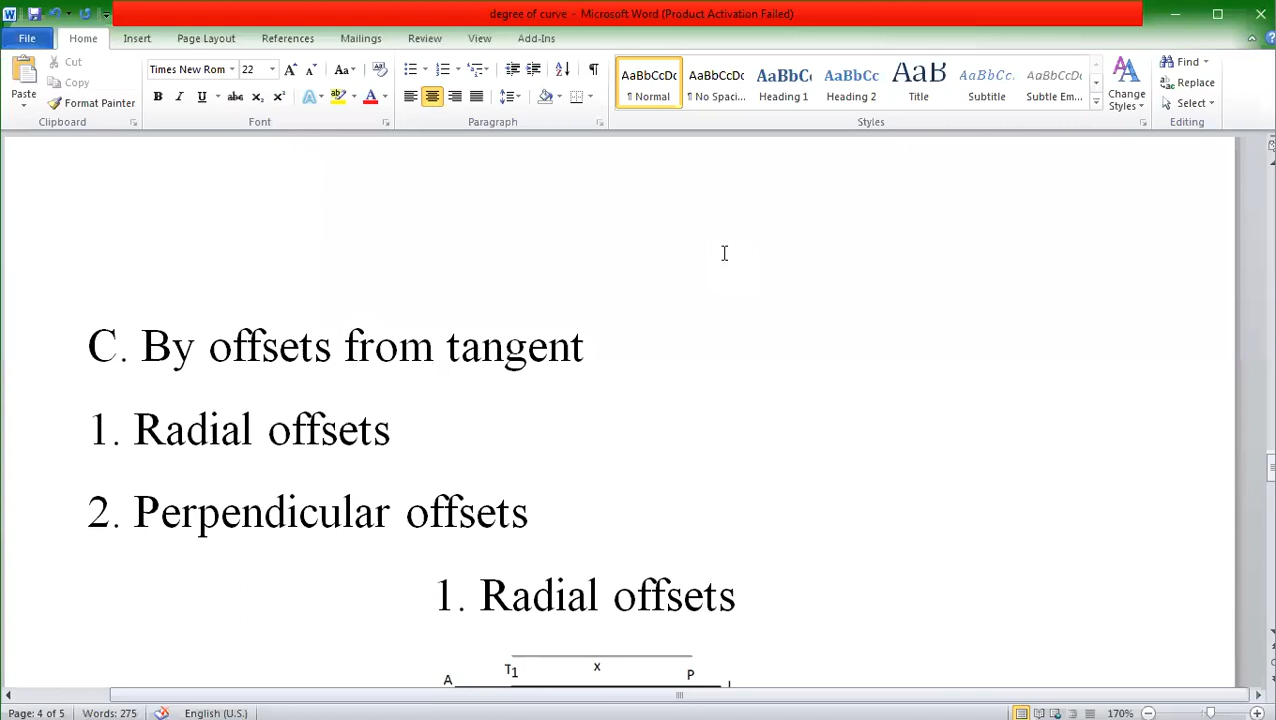 degree of curve - Microsoft Word (Product Activation Failed)
File Home Insert Page Layout References Mailings Review View Add-Ins
Paste
Cut
Copy
Format Painter
Clipboard
Times New Rom 22
Font
Paragraph
AaBbCcDc AaBbCcDc AaBbC AaBbCc AaB AaBbCc. AaBbCcDc
¶ Normal ¶ No Spaci... Heading 1 Heading 2 Title Subtitle Subtle Em...
Change Styles
Styles
Find
Replace
Select
Editing
C. By offsets from tangent
1. Radial offsets
2. Perpendicular offsets
1. Radial offsets
T1 x P
A
Page: 4 of 5 Words: 275 English (U.S.) 170%